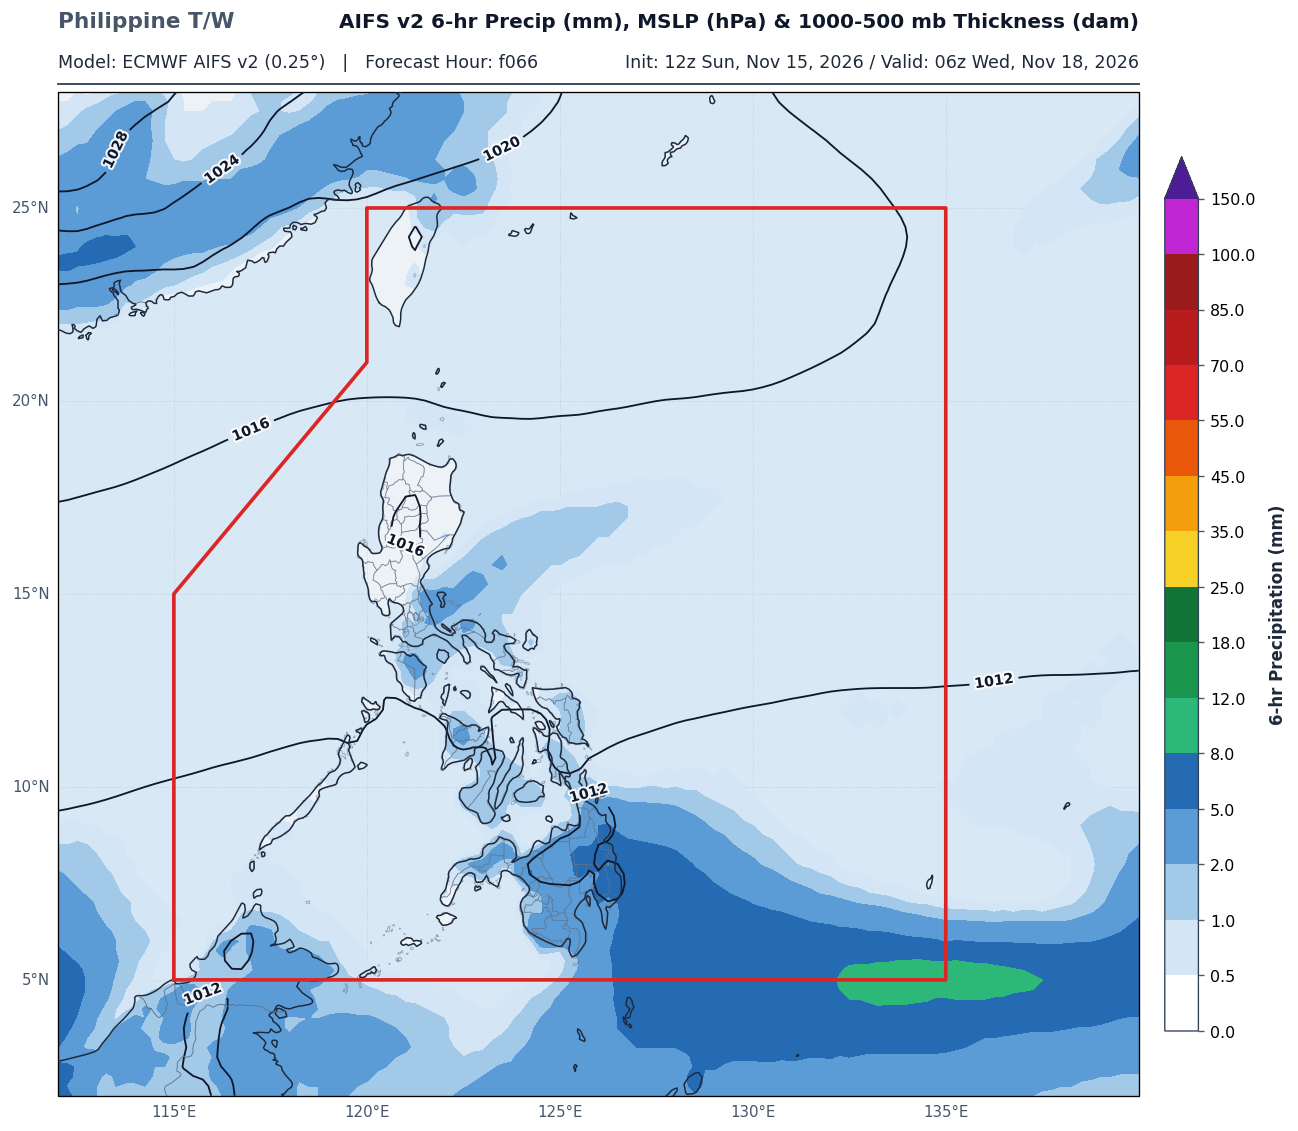 Philippine T/W
AIFS v2 6-hr Precip (mm), MSLP (hPa) & 1000-500 mb Thickness (dam)
Model: ECMWF AIFS v2 (0.25°) | Forecast Hour: f066
Init: 12z Sun, Nov 15, 2026 / Valid: 06z Wed, Nov 18, 2026
1028
1024
1020
1016
1016
1012
1012
1012
25°N
20°N
15°N
10°N
5°N
115°E
120°E
125°E
130°E
135°E
150.0
100.0
85.0
70.0
55.0
45.0
35.0
25.0
18.0
12.0
8.0
5.0
2.0
1.0
0.5
0.0
6-hr Precipitation (mm)